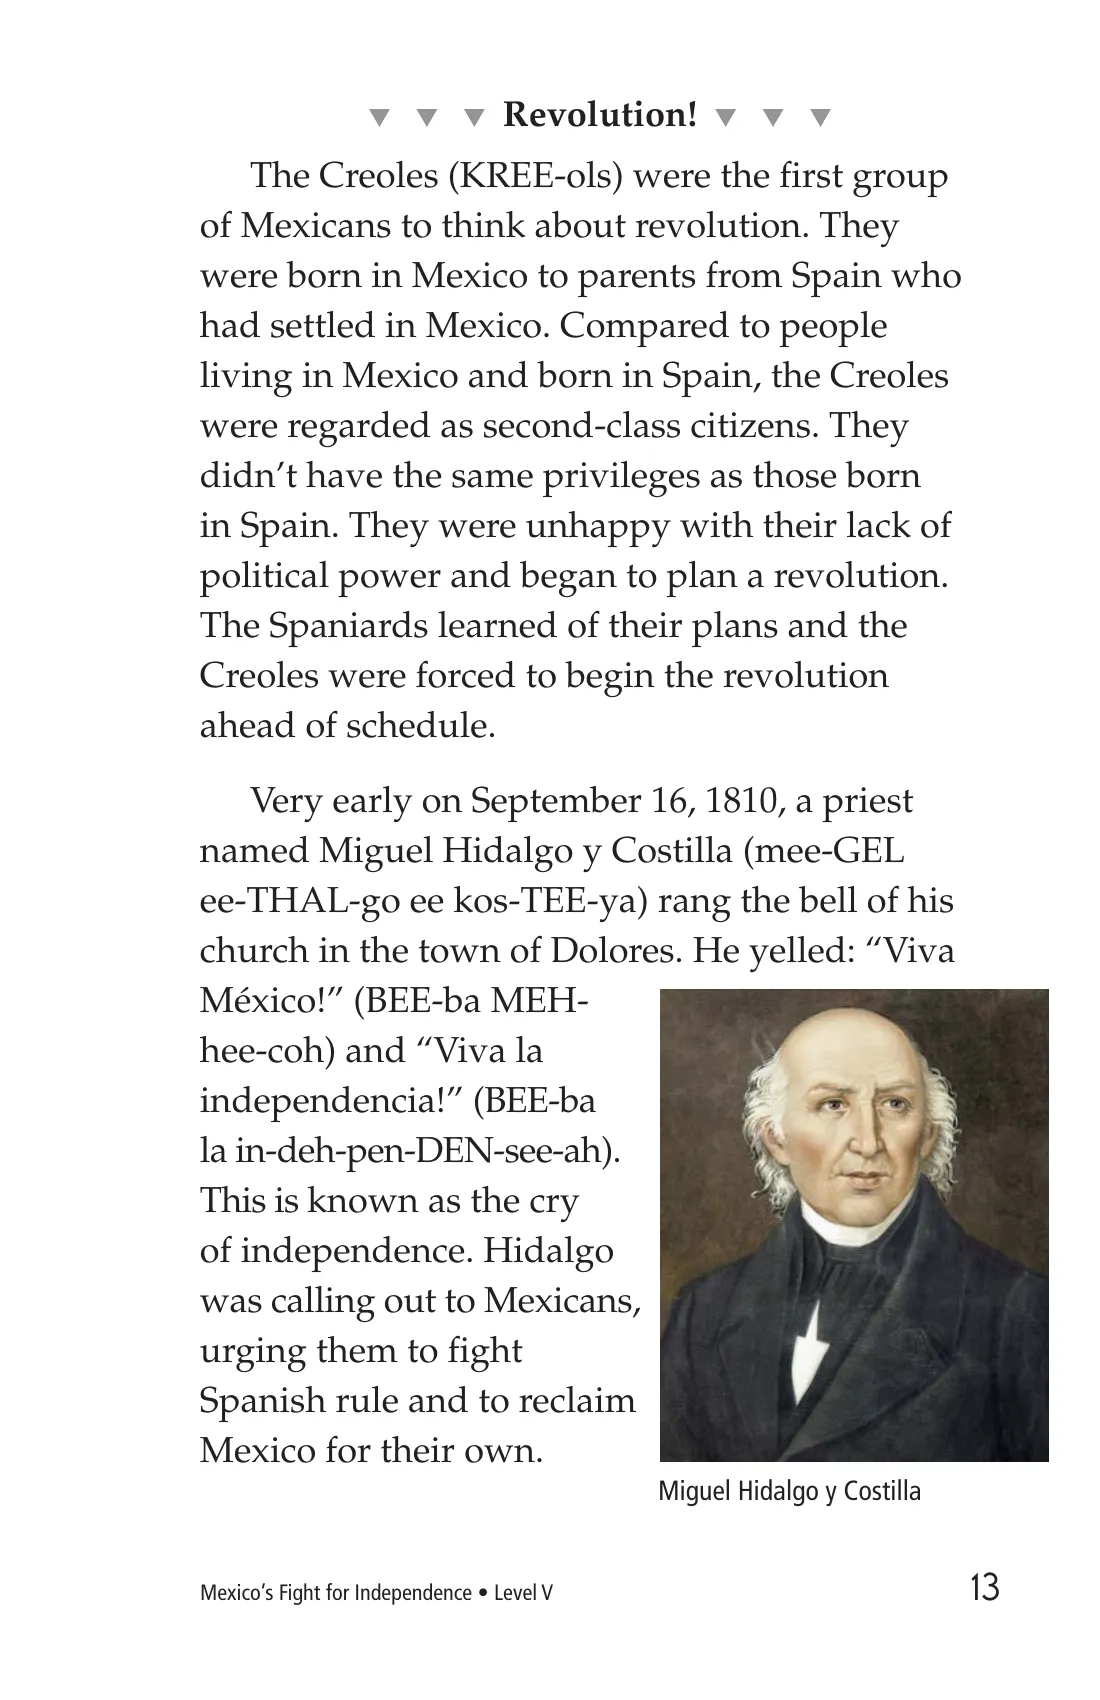 Revolution!
The Creoles (KREE-ols) were the first group
of Mexicans to think about revolution. They
were born in Mexico to parents from Spain who
had settled in Mexico. Compared to people
living in Mexico and born in Spain, the Creoles
were regarded as second-class citizens. They
didn’t have the same privileges as those born
in Spain. They were unhappy with their lack of
political power and began to plan a revolution.
The Spaniards learned of their plans and the
Creoles were forced to begin the revolution
ahead of schedule.
Very early on September 16, 1810, a priest
named Miguel Hidalgo y Costilla (mee-GEL
ee-THAL-go ee kos-TEE-ya) rang the bell of his
church in the town of Dolores. He yelled: “Viva
México!” (BEE-ba MEH-
hee-coh) and “Viva la
independencia!” (BEE-ba
la in-deh-pen-DEN-see-ah).
This is known as the cry
of independence. Hidalgo
was calling out to Mexicans,
urging them to fight
Spanish rule and to reclaim
Mexico for their own.
Miguel Hidalgo y Costilla
Mexico’s Fight for Independence • Level V
13